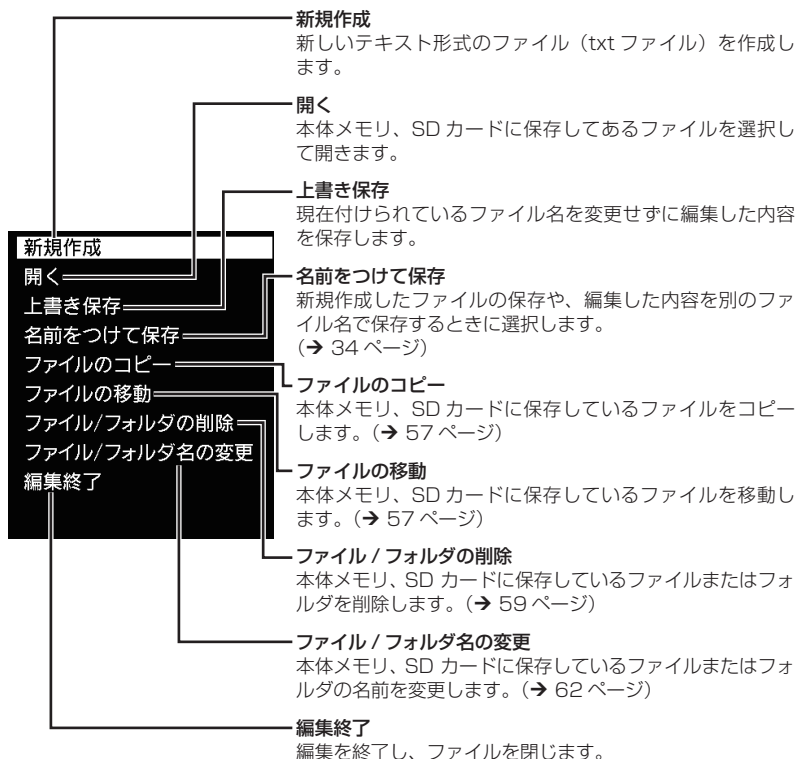 新規作成
新しいテキスト形式のファイル（txt ファイル）を作成し
ます。
開く
本体メモリ、SD カードに保存してあるファイルを選択し
て開きます。
上書き保存
現在付けられているファイル名を変更せずに編集した内容
を保存します。
名前をつけて保存
新規作成したファイルの保存や、編集した内容を別のファ
イル名で保存するときに選択します。
（➔ 34 ページ）
ファイルのコピー
本体メモリ、SD カードに保存しているファイルをコピー
します。（➔ 57 ページ）
ファイルの移動
本体メモリ、SD カードに保存しているファイルを移動し
ます。（➔ 57 ページ）
ファイル / フォルダの削除
本体メモリ、SD カードに保存しているファイルまたはフォ
ルダを削除します。（➔ 59 ページ）
ファイル / フォルダ名の変更
本体メモリ、SD カードに保存しているファイルまたはフォ
ルダの名前を変更します。（➔ 62 ページ）
編集終了
編集を終了し、ファイルを閉じます。
新規作成
開く
上書き保存
名前をつけて保存
ファイルのコピー
ファイルの移動
ファイル/フォルダの削除
ファイル/フォルダ名の変更
編集終了